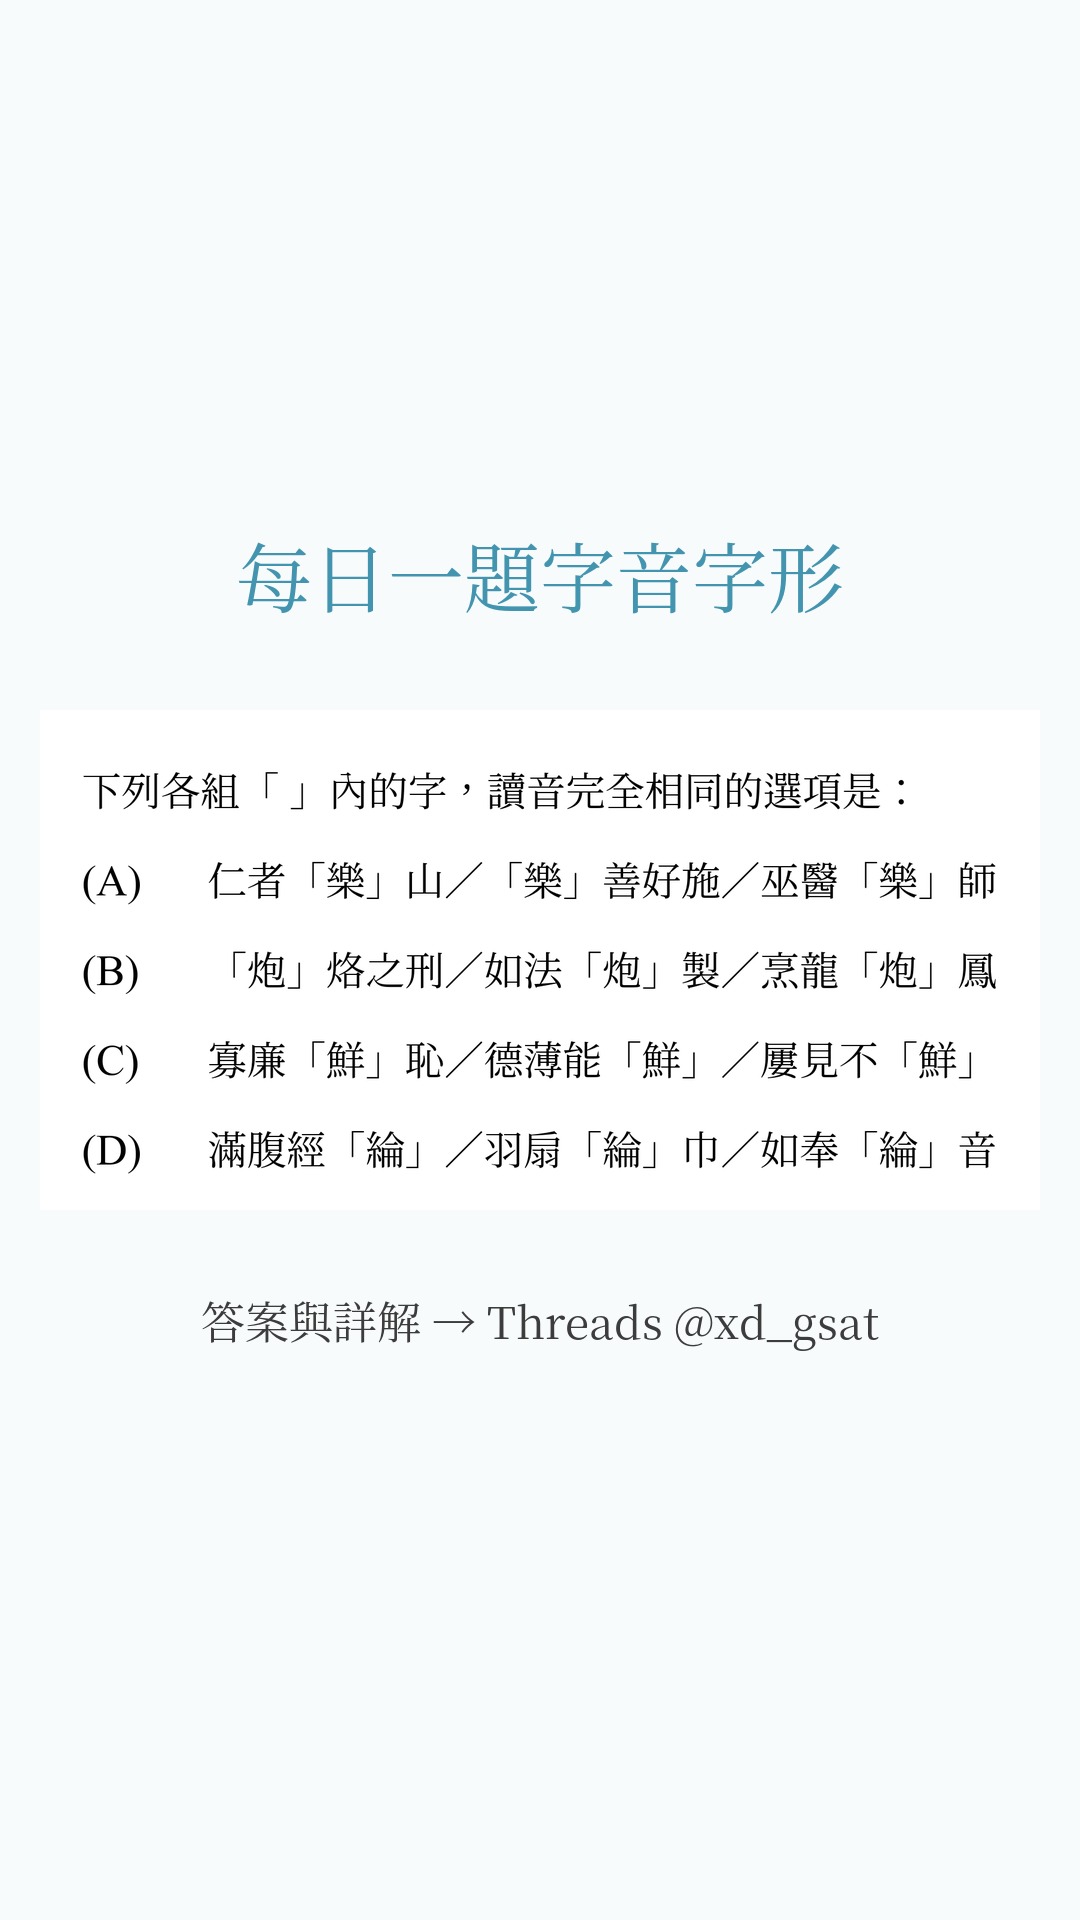 每日一題字音字形
下列各組「 」內的字，讀音完全相同的選項是：
(A) 仁者「樂」山／「樂」善好施／巫醫「樂」師
(B) 「炮」烙之刑／如法「炮」製／烹龍「炮」鳳
(C) 寡廉「鮮」恥／德薄能「鮮」／屢見不「鮮」
(D) 滿腹經「綸」／羽扇「綸」巾／如奉「綸」音
答案與詳解 → Threads @xd_gsat